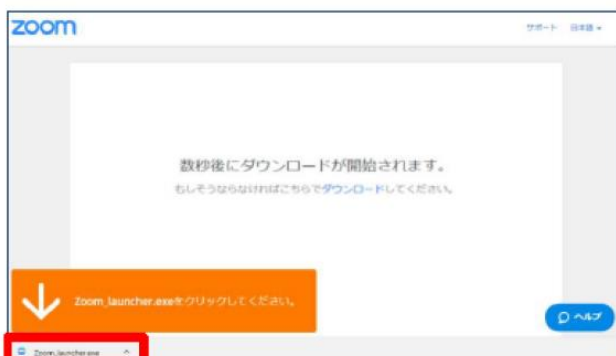 zoom
サポート 日本語
数秒後にダウンロードが開始されます。
もしそうならなければこちらでダウンロードしてください。
Zoom_launcher.exeをクリックしてください。
ヘルプ
Zoom_launcher.exe